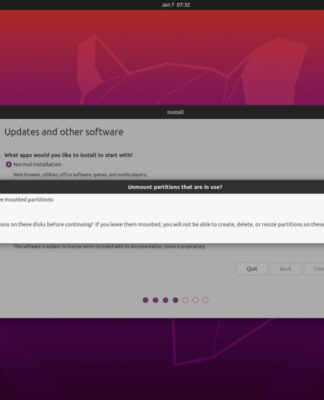 Jan 7 07:32
Install
Updates and other software
What apps would you like to install to start with?
Normal installation
Web browser, utilities, office software, games, and media players.
Unmount partitions that are in use?
mounted partitions:
on these disks before continuing? If you leave them mounted, you will not be able to create, delete, or resize partitions on these
This software is subject to license terms included with its documentation. Some is proprietary.
Quit
Back